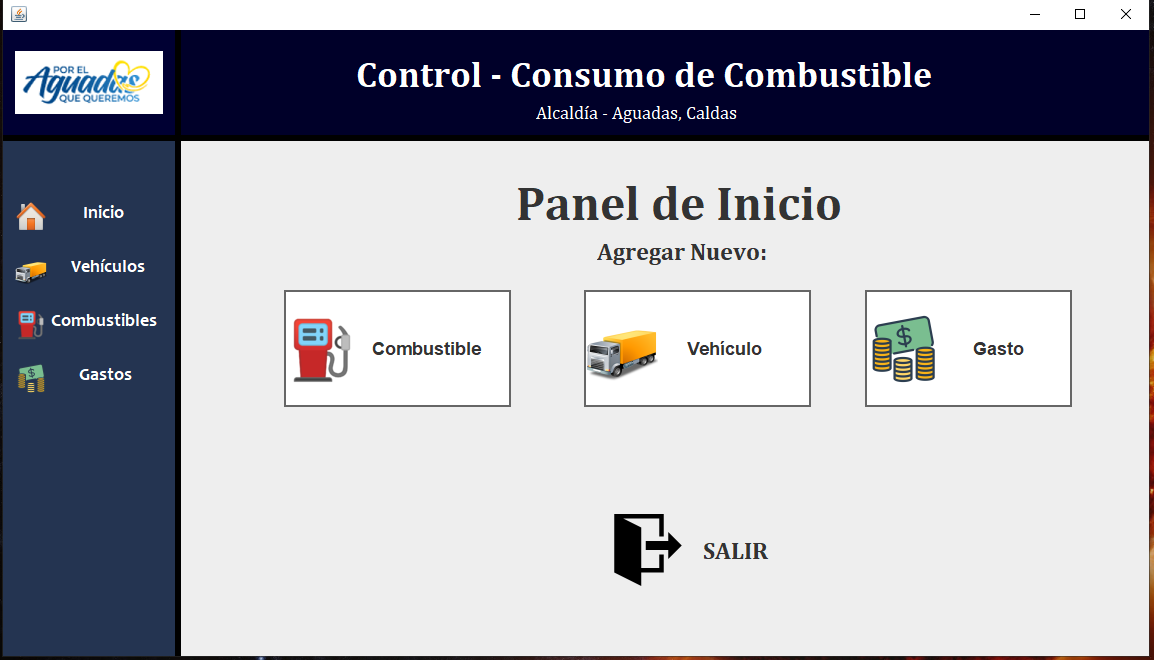 POR EL
Aguadas
QUE QUEREMOS
Control - Consumo de Combustible
Alcaldía - Aguadas, Caldas
Inicio
Vehículos
Combustibles
Gastos
Panel de Inicio
Agregar Nuevo:
Combustible
Vehículo
$
Gasto
SALIR